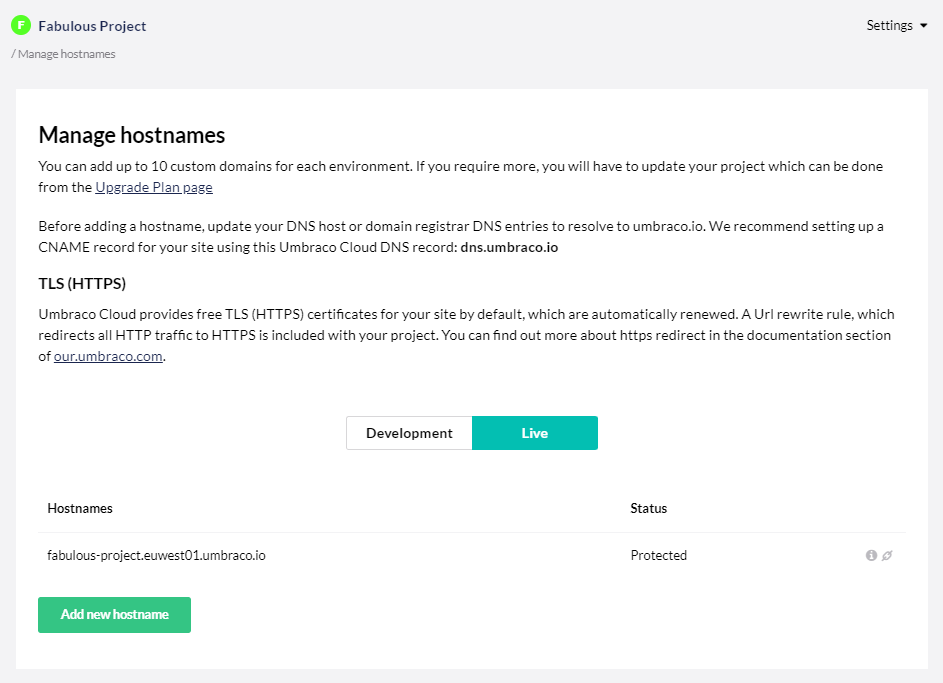 F Fabulous Project
Settings
/ Manage hostnames
Manage hostnames
You can add up to 10 custom domains for each environment. If you require more, you will have to update your project which can be done
from the Upgrade Plan page
Before adding a hostname, update your DNS host or domain registrar DNS entries to resolve to umbraco.io. We recommend setting up a
CNAME record for your site using this Umbraco Cloud DNS record: dns.umbraco.io
TLS (HTTPS)
Umbraco Cloud provides free TLS (HTTPS) certificates for your site by default, which are automatically renewed. A Url rewrite rule, which
redirects all HTTP traffic to HTTPS is included with your project. You can find out more about https redirect in the documentation section
of our.umbraco.com.
Development Live
Hostnames Status
fabulous-project.euwest01.umbraco.io Protected
Add new hostname